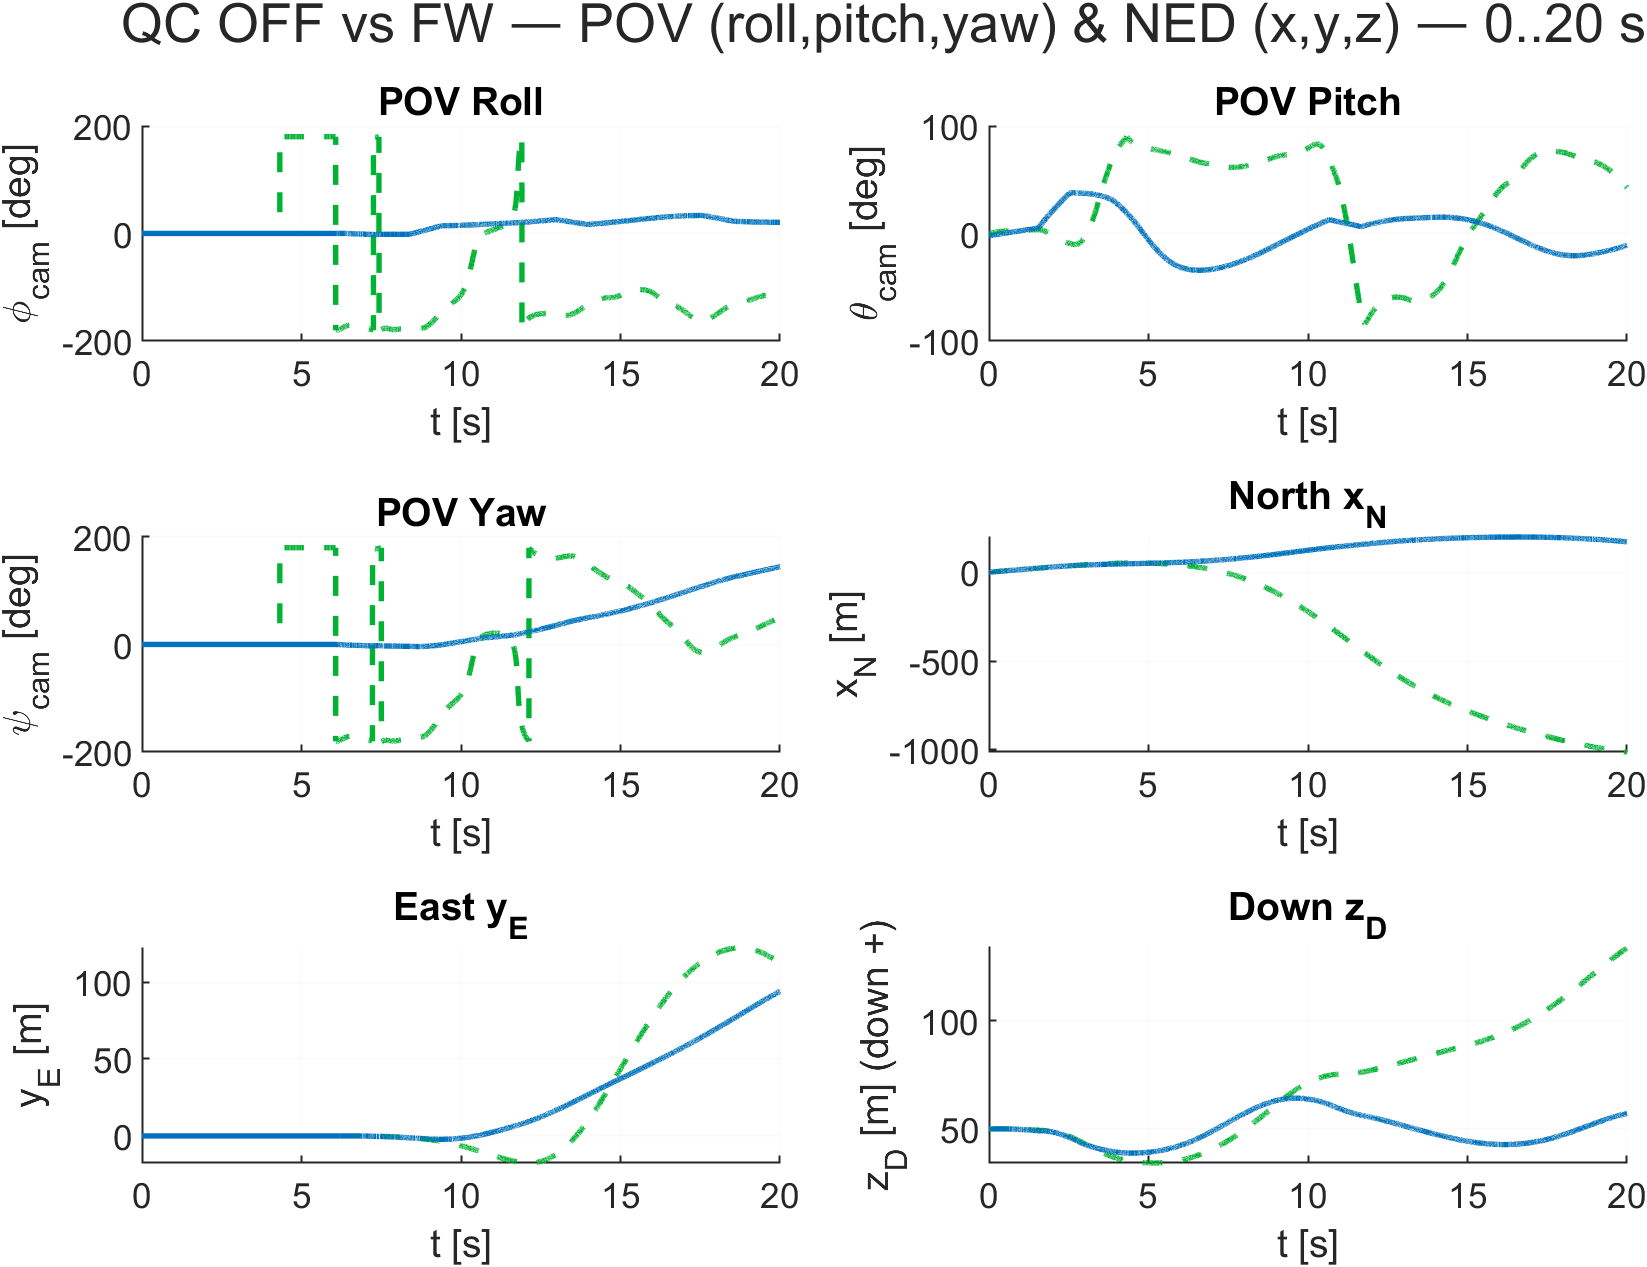 QC OFF vs FW — POV (roll,pitch,yaw) & NED (x,y,z) — 0..20 s
POV Roll
ϕcam [deg]
200
0
-200
0 5 10 15 20
t [s]
POV Pitch
θcam [deg]
100
0
-100
0 5 10 15 20
t [s]
POV Yaw
ψcam [deg]
200
0
-200
0 5 10 15 20
t [s]
North xN
xN [m]
0
-500
-1000
0 5 10 15 20
t [s]
East yE
yE [m]
100
50
0
0 5 10 15 20
t [s]
Down zD
zD [m] (down +)
100
50
0 5 10 15 20
t [s]